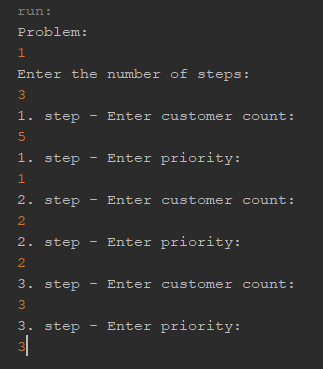 run:
Problem:
1
Enter the number of steps:
3
1. step - Enter customer count:
5
1. step - Enter priority:
1
2. step - Enter customer count:
2
2. step - Enter priority:
2
3. step - Enter customer count:
3
3. step - Enter priority:
3